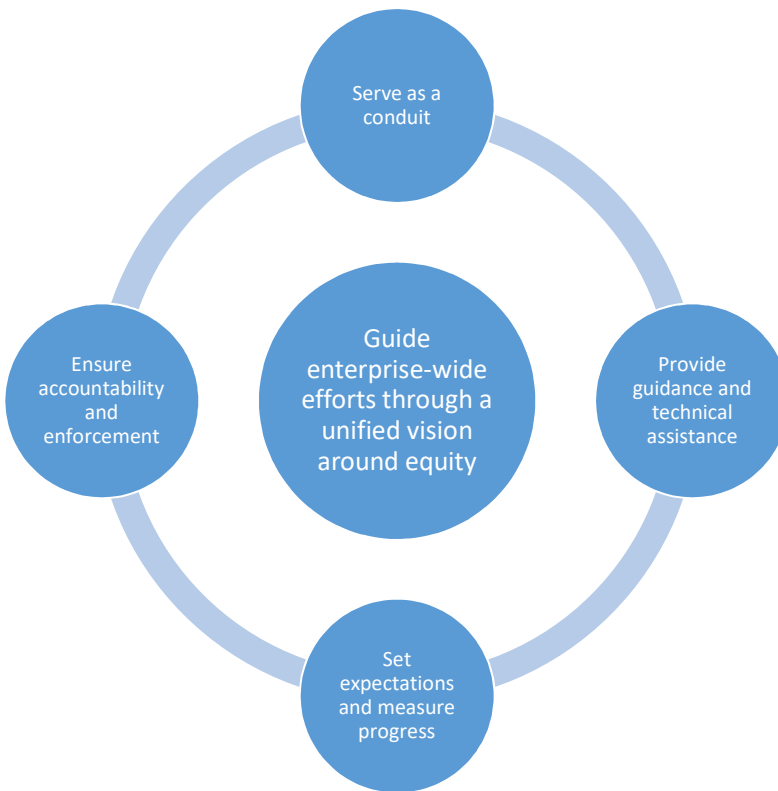 Serve as a
conduit
Guide
enterprise-wide
efforts through a
unified vision
around equity
Ensure
accountability
and
enforcement
Provide
guidance and
technical
assistance
Set
expectations
and measure
progress